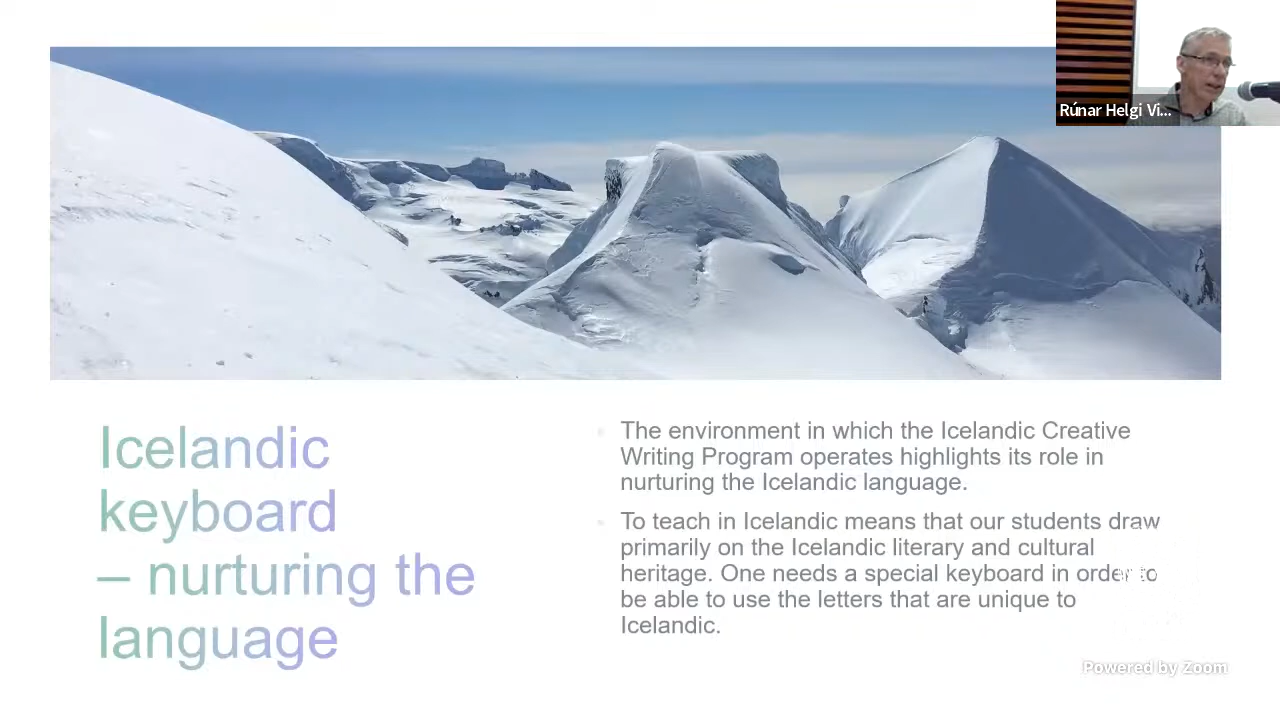 Rúnar Helgi Vi...
Icelandic
keyboard
– nurturing the
language
The environment in which the Icelandic Creative
Writing Program operates highlights its role in
nurturing the Icelandic language.
To teach in Icelandic means that our students draw
primarily on the Icelandic literary and cultural
heritage. One needs a special keyboard in order to
be able to use the letters that are unique to
Icelandic.
Powered by Zoom